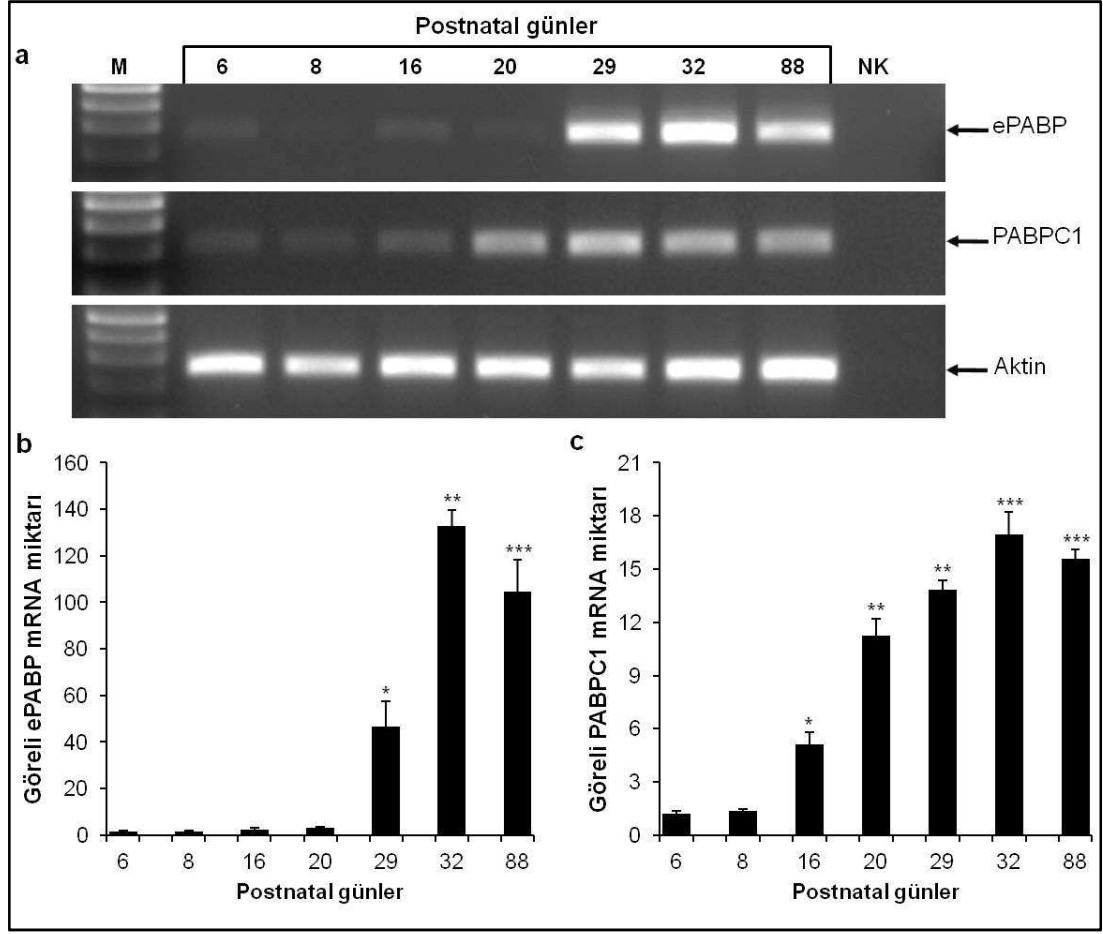 Postnatal günler
a
M 6 8 16 20 29 32 88 NK
ePABP
PABPC1
Aktin
b
Göreli ePABP mRNA miktarı
160
140
120
100
80
60
40
20
0
*
**
***
6 8 16 20 29 32 88
Postnatal günler
c
Göreli PABPC1 mRNA miktarı
21
18
15
12
9
6
3
0
*
**
**
***
***
6 8 16 20 29 32 88
Postnatal günler